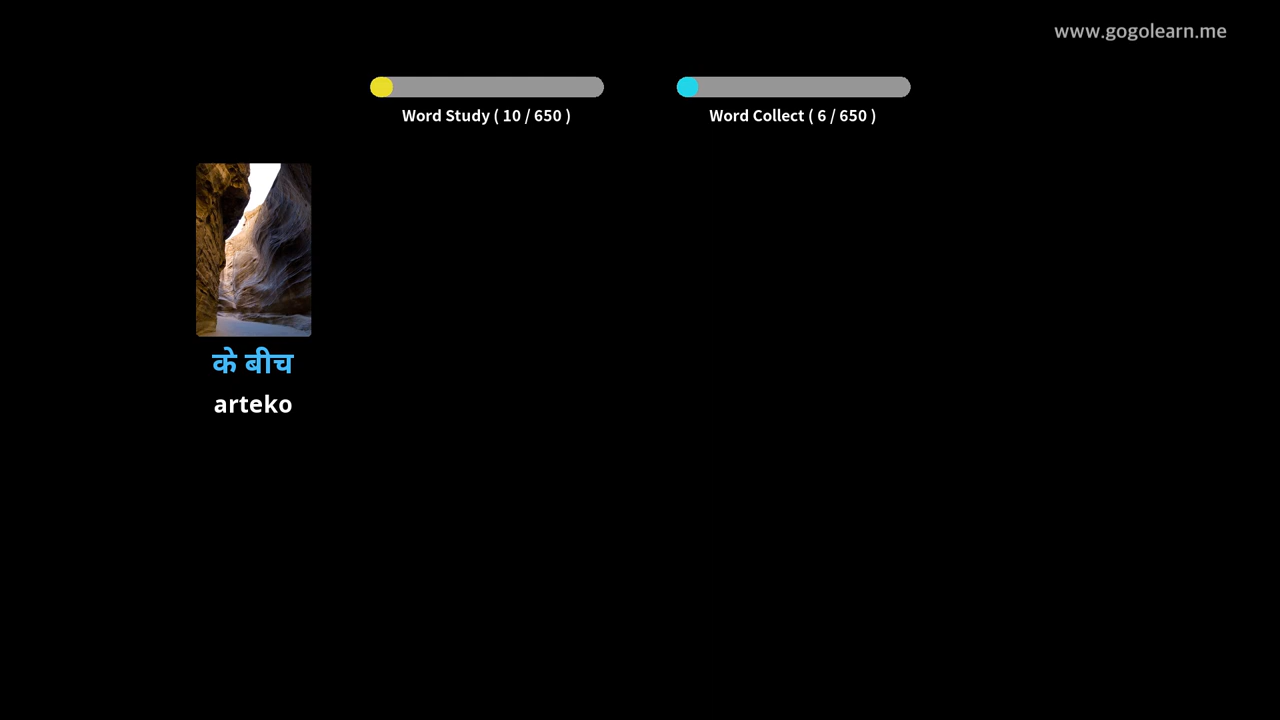 www.gogolearn.me
Word Study ( 10 / 650 )
Word Collect ( 6 / 650 )
के बीच
arteko